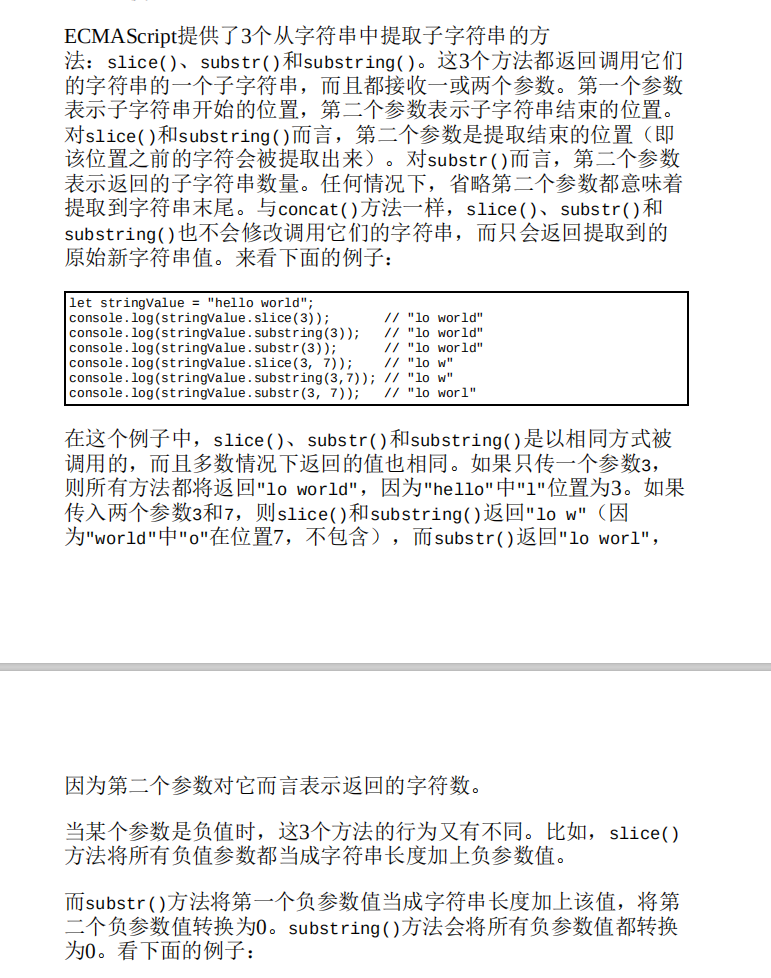 ECMAScript提供了3个从字符串中提取子字符串的方
法：slice()、substr()和substring()。这3个方法都返回调用它们
的字符串的一个子字符串，而且都接收一或两个参数。第一个参数
表示子字符串开始的位置，第二个参数表示子字符串结束的位置。
对slice()和substring()而言，第二个参数是提取结束的位置（即
该位置之前的字符会被提取出来）。对substr()而言，第二个参数
表示返回的子字符串数量。任何情况下，省略第二个参数都意味着
提取到字符串末尾。与concat()方法一样，slice()、substr()和
substring()也不会修改调用它们的字符串，而只会返回提取到的
原始新字符串值。来看下面的例子：
let stringValue = "hello world";
console.log(stringValue.slice(3));       // "lo world"
console.log(stringValue.substring(3));   // "lo world"
console.log(stringValue.substr(3));      // "lo world"
console.log(stringValue.slice(3, 7));    // "lo w"
console.log(stringValue.substring(3,7)); // "lo w"
console.log(stringValue.substr(3, 7));   // "lo worl"
在这个例子中，slice()、substr()和substring()是以相同方式被
调用的，而且多数情况下返回的值也相同。如果只传一个参数3，
则所有方法都将返回"lo world"，因为"hello"中"l"位置为3。如果
传入两个参数3和7，则slice()和substring()返回"lo w"（因
为"world"中"o"在位置7，不包含），而substr()返回"lo worl"，
因为第二个参数对它而言表示返回的字符数。
当某个参数是负值时，这3个方法的行为又有不同。比如，slice()
方法将所有负值参数都当成字符串长度加上负参数值。
而substr()方法将第一个负参数值当成字符串长度加上该值，将第
二个负参数值转换为0。substring()方法会将所有负参数值都转换
为0。看下面的例子：